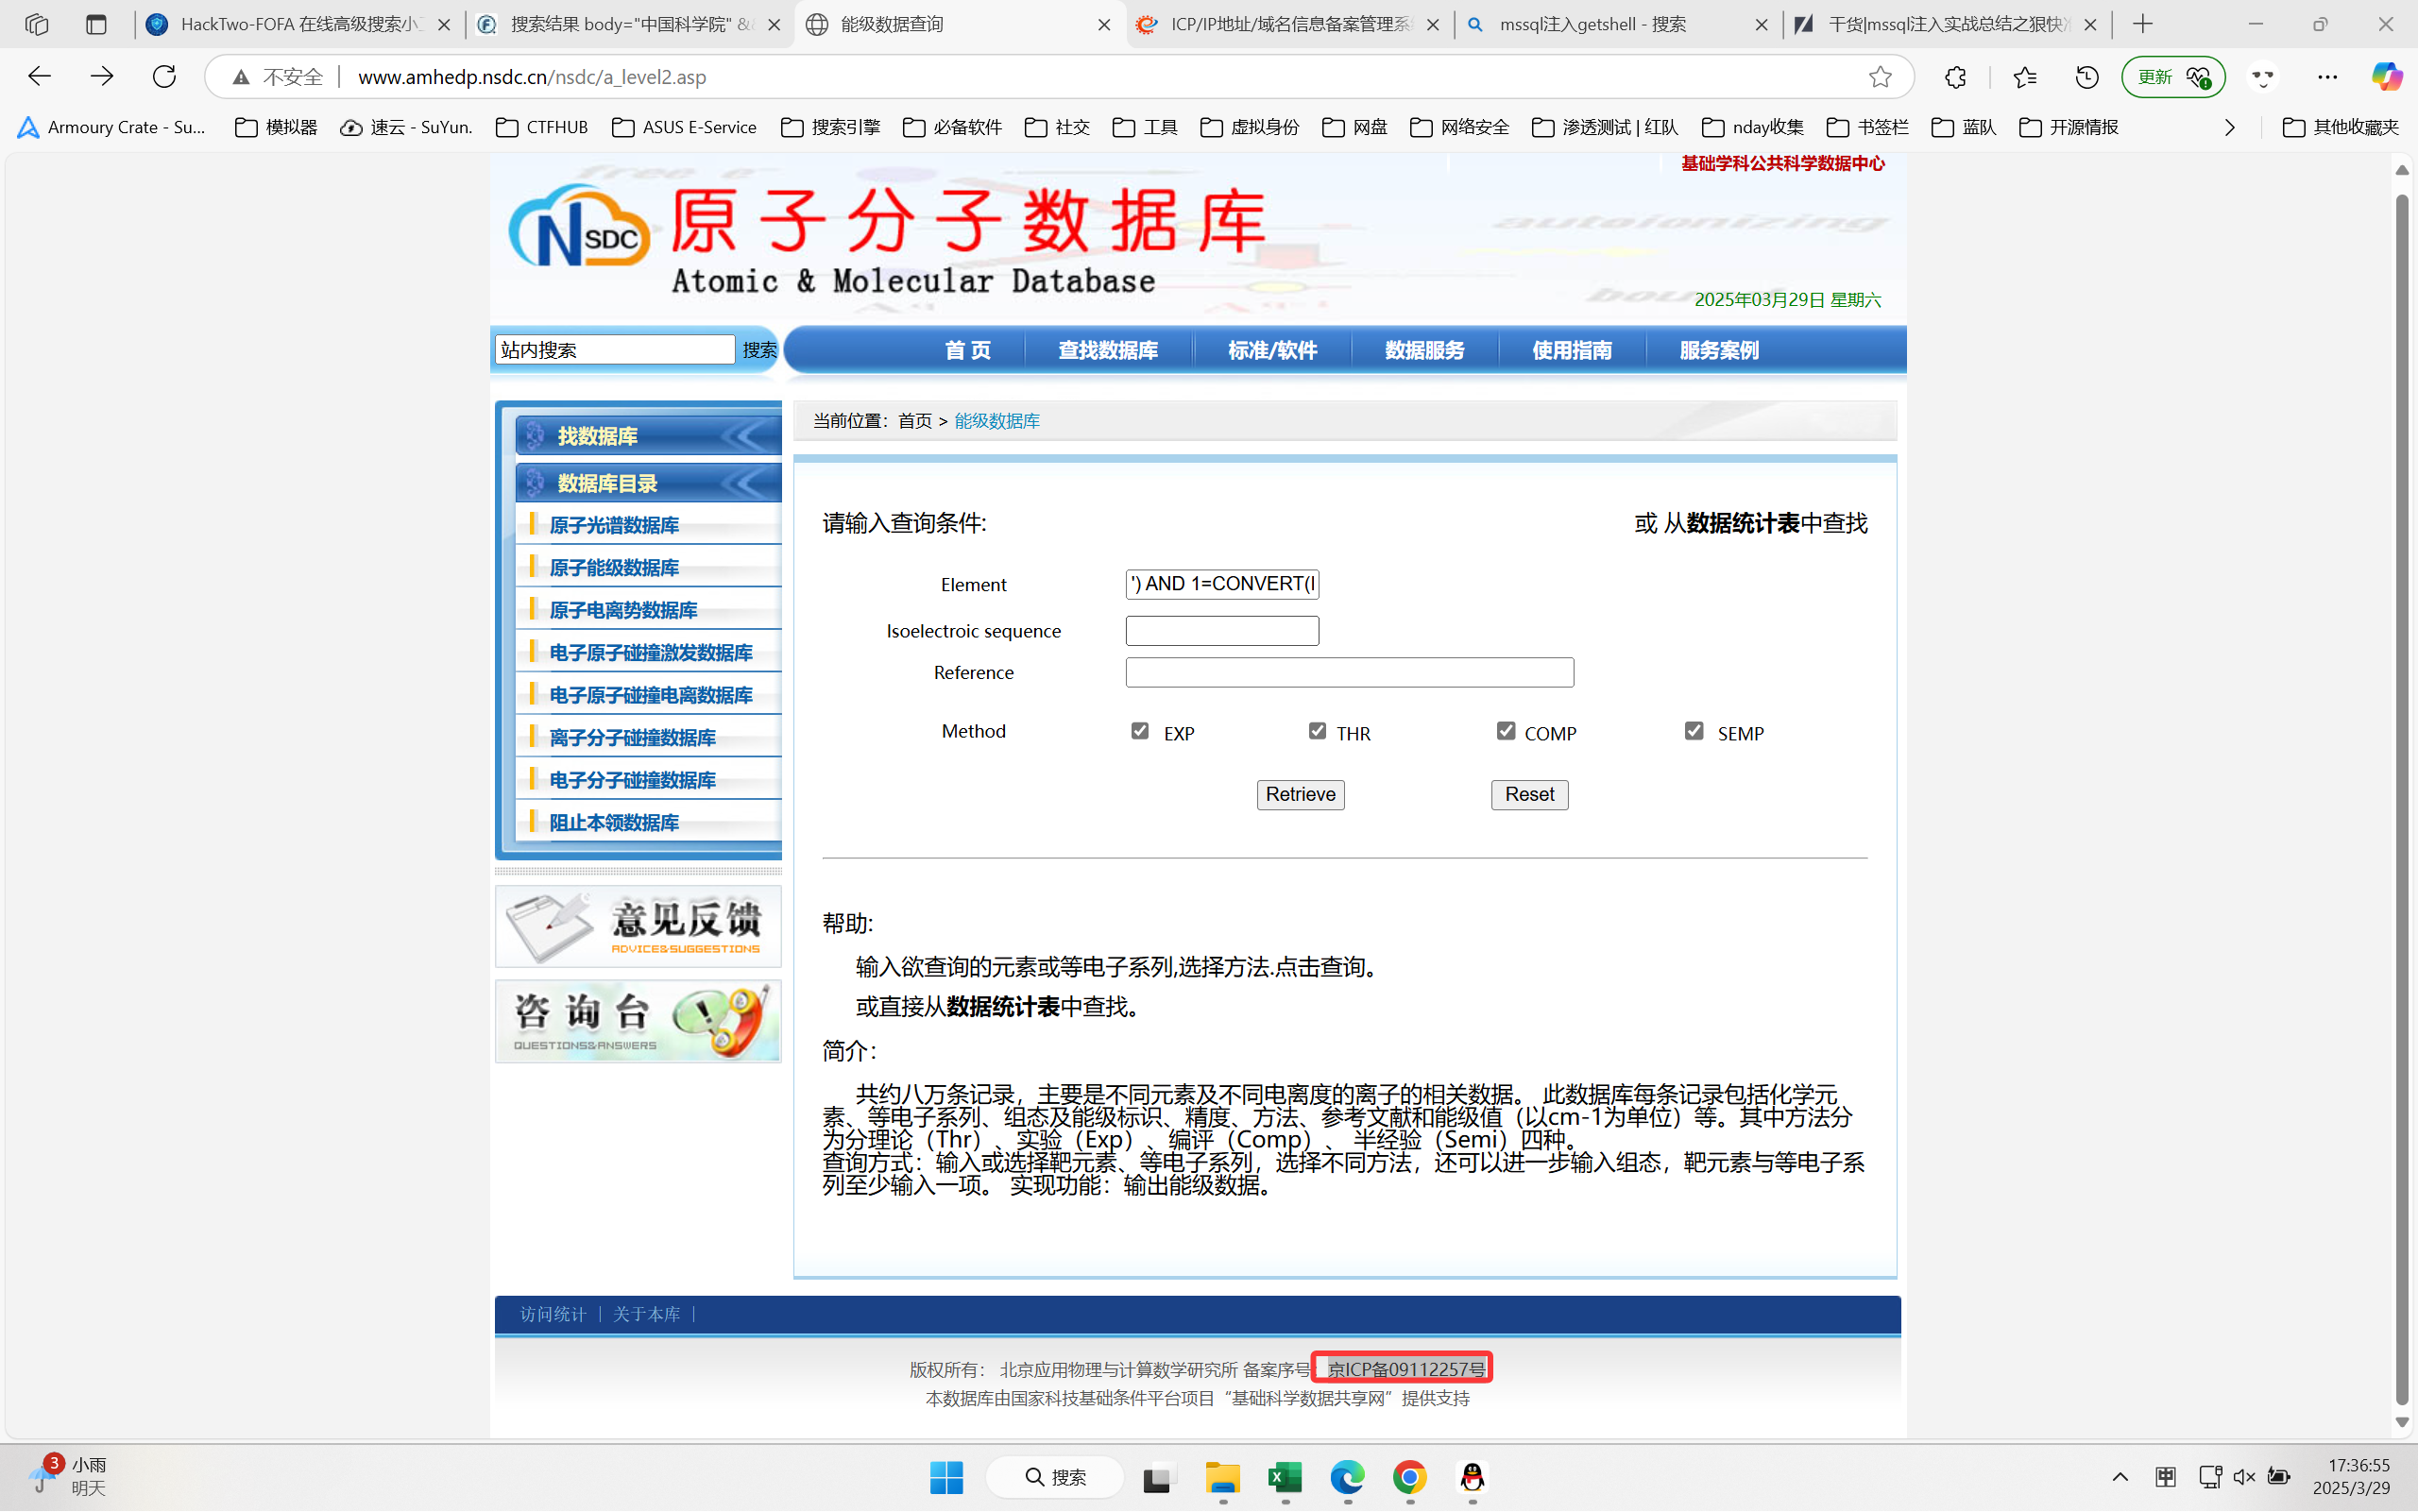 HackTwo-FOFA 在线高级搜索小
搜索结果 body="中国科学院" &&
能级数据查询
ICP/IP地址/域名信息备案管理系
mssql注入getshell - 搜索
干货|mssql注入实战总结之狠快
不安全
www.amhedp.nsdc.cn/nsdc/a_level2.asp
更新
Armoury Crate - Su...
模拟器
速云 - SuYun.
CTFHUB
ASUS E-Service
搜索引擎
必备软件
社交
工具
虚拟身份
网盘
网络安全
渗透测试 | 红队
nday收集
书签栏
蓝队
开源情报
其他收藏夹
基础学科公共科学数据中心
free e
autoionizing
NSDC
原子分子数据库
Atomic & Molecular Database
2025年03月29日 星期六
站内搜索
搜索
首 页
查找数据库
标准/软件
数据服务
使用指南
服务案例
找数据库
数据库目录
原子光谱数据库
原子能级数据库
原子电离势数据库
电子原子碰撞激发数据库
电子原子碰撞电离数据库
离子分子碰撞数据库
电子分子碰撞数据库
阻止本领数据库
意见反馈
ADVICE&SUGGESTIONS
咨询台
QUESTIONS&ANSWERS
当前位置：首页 > 能级数据库
请输入查询条件:
或 从数据统计表中查找
Element
') AND 1=CONVERT(I
Isoelectroic sequence
Reference
Method
EXP
THR
COMP
SEMP
Retrieve
Reset
帮助:
输入欲查询的元素或等电子系列,选择方法.点击查询。
或直接从数据统计表中查找。
简介：
共约八万条记录，主要是不同元素及不同电离度的离子的相关数据。 此数据库每条记录包括化学元
素、等电子系列、组态及能级标识、精度、方法、参考文献和能级值（以cm-1为单位）等。其中方法分
为分理论（Thr）、实验（Exp）、编评（Comp）、 半经验（Semi）四种。
查询方式：输入或选择靶元素、等电子系列，选择不同方法，还可以进一步输入组态，靶元素与等电子系
列至少输入一项。 实现功能：输出能级数据。
访问统计 | 关于本库 |
版权所有： 北京应用物理与计算数学研究所 备案序号：京ICP备09112257号
本数据库由国家科技基础条件平台项目“基础科学数据共享网”提供支持
3
小雨
明天
搜索
17:36:55
2025/3/29